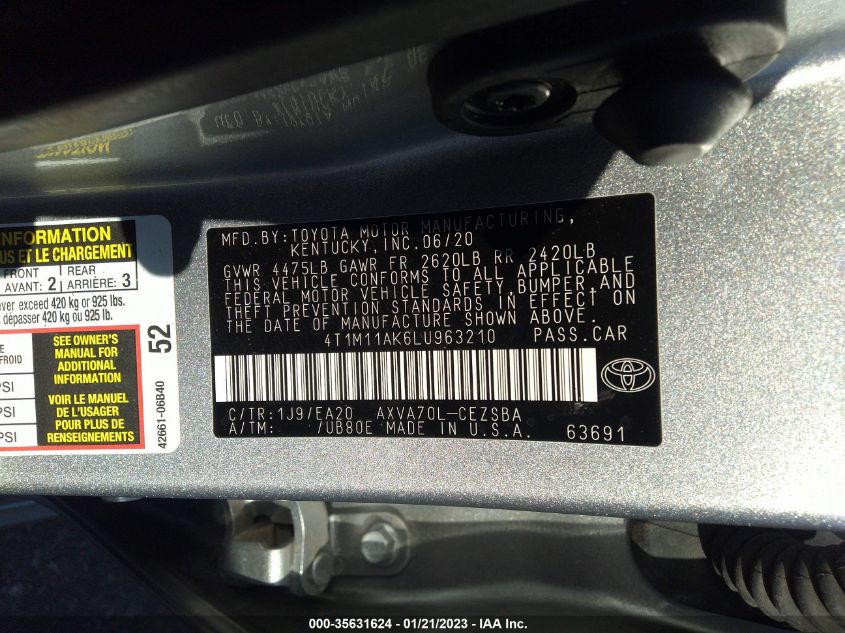 INFORMATION
US ET LE CHARGEMENT
FRONT
AVANT: 2
REAR
ARRIÈRE: 3
ever exceed 420 kg or 925 lbs.
dépasser 420 kg ou 925 lb.
FROID
PSI
PSI
SEE OWNER'S
MANUAL FOR
ADDITIONAL
INFORMATION
VOIR LE MANUEL
DE L'USAGER
POUR PLUS DE
RENSEIGNEMENTS
52
42661-06B40
MFD. BY: TOYOTA MOTOR MANUFACTURING,
KENTUCKY, INC. 06/20
GVWR 4475LB GAWR FR 2620LB RR 2420LB
THIS VEHICLE CONFORMS TO ALL APPLICABLE
FEDERAL MOTOR VEHICLE SAFETY, BUMPER, AND
THEFT PREVENTION STANDARDS IN EFFECT ON
THE DATE OF MANUFACTURE SHOWN ABOVE.
4T1M11AK6LU963210 PASS.CAR
C/TR: 1J9/EA20 AXVA70L-CEZSBA
A/TM: /UB80E MADE IN U.S.A. 63691
000-35631624 / 01/21/2023 - IAA Inc.